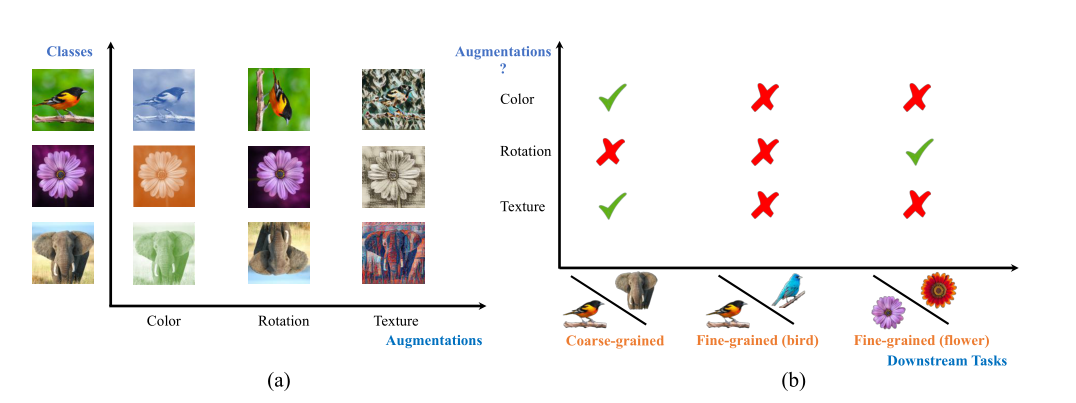 Classes
Color
Rotation
Texture
Augmentations
(a)
Augmentations
?
Color
Rotation
Texture
Coarse-grained
Fine-grained (bird)
Fine-grained (flower)
Downstream Tasks
(b)